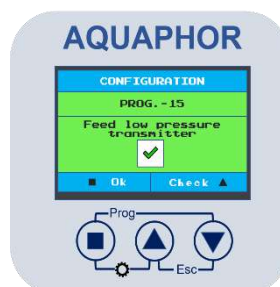 AQUAPHOR
CONFIGURATION
PROG.-15
Feed low pressure
transmitter
Ok Check
Prog
Esc